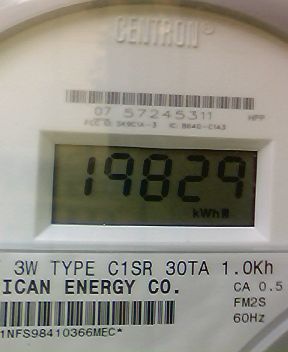 CENTRON®
07 57245311 HPP
FCC ID: SK9C1A-3 IC: 864G-C1A3
19829
kWh
3W TYPE C1SR 30TA 1.0Kh
ICAN ENERGY CO. CA 0.5
FM2S
60Hz
1NFS98410366MEC*